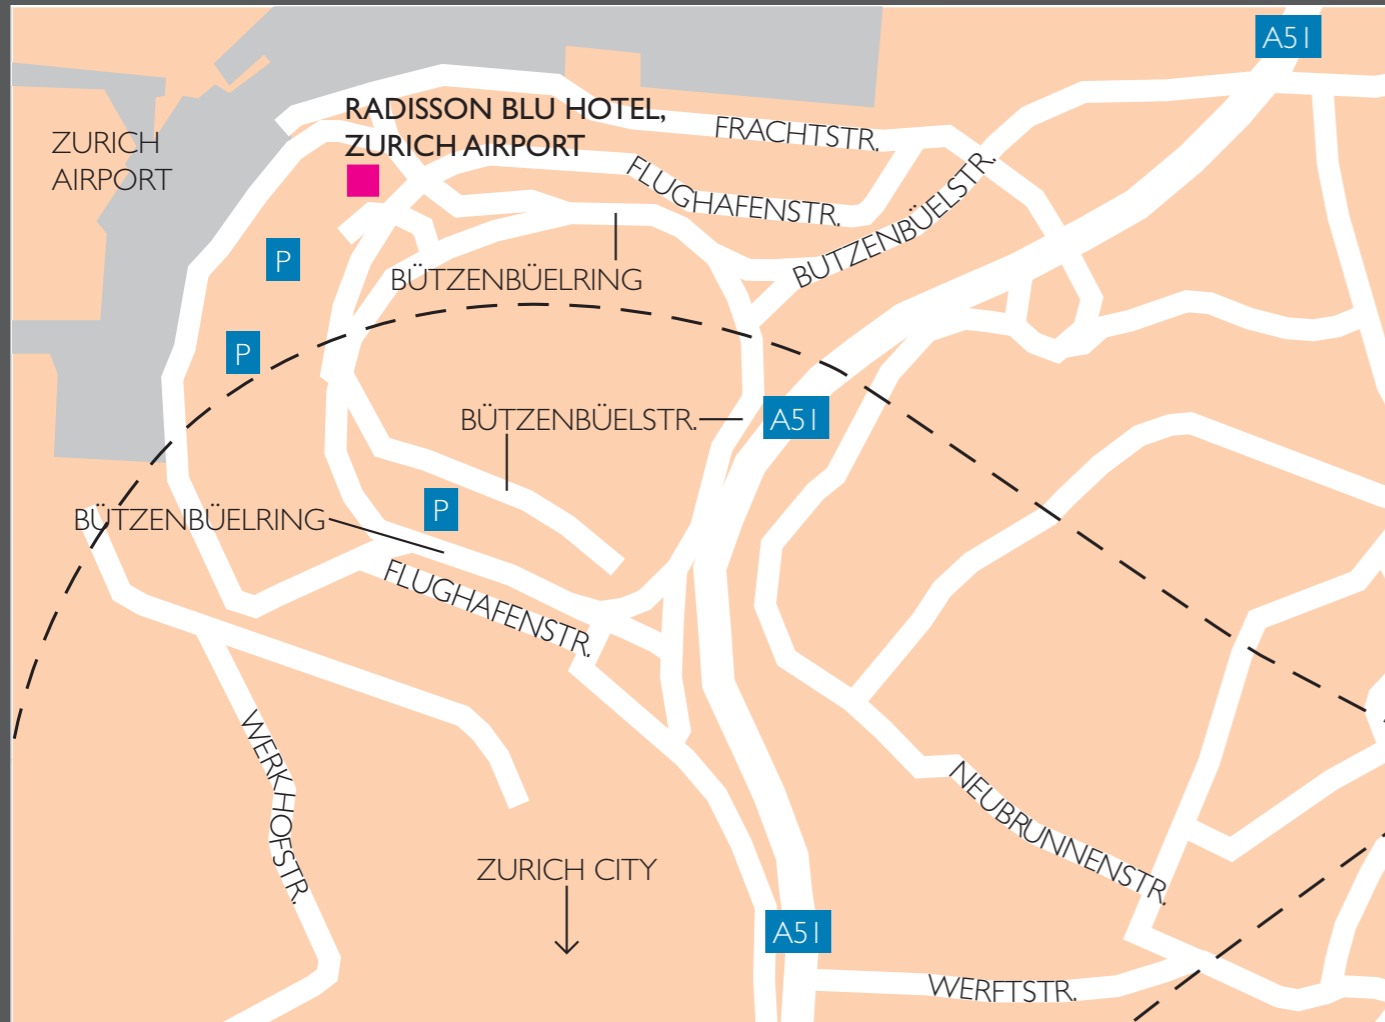 A51
RADISSON BLU HOTEL,
ZURICH AIRPORT
ZURICH
AIRPORT
FRACHTSTR.
FLUGHAFENSTR.
BUTZENBÜELSTR.
P
BÜTZENBÜELRING
P
BÜTZENBÜELSTR.
A51
P
BÜTZENBÜELRING
FLUGHAFENSTR.
WERKHOFSTR.
NEUBRUNNENSTR.
ZURICH CITY
A51
WERFTSTR.